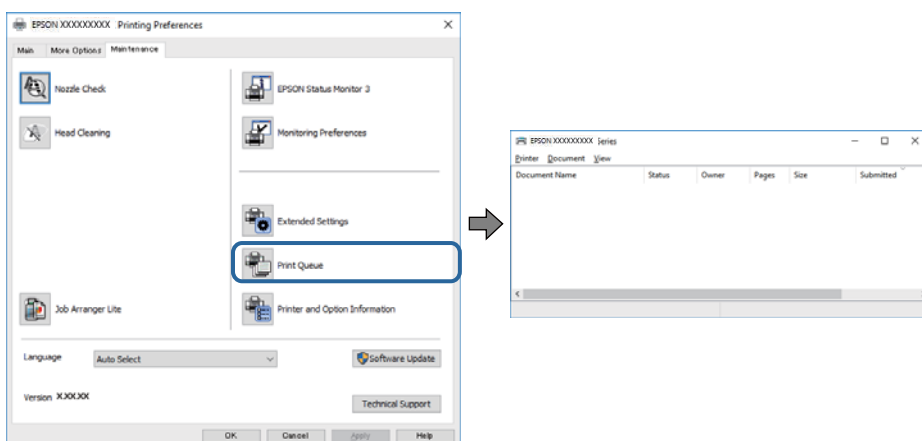 EPSON XXXXXXXXX Printing Preferences
Main More Options Maintenance
Nozzle Check
Head Cleaning
Job Arranger Lite
EPSON Status Monitor 3
Monitoring Preferences
Extended Settings
Print Queue
Printer and Option Information
Language Auto Select Software Update
Version X.XX.XX
Technical Support
OK Cancel Apply Help
EPSON XXXXXXXXX Series
Printer Document View
Document Name Status Owner Pages Size Submitted